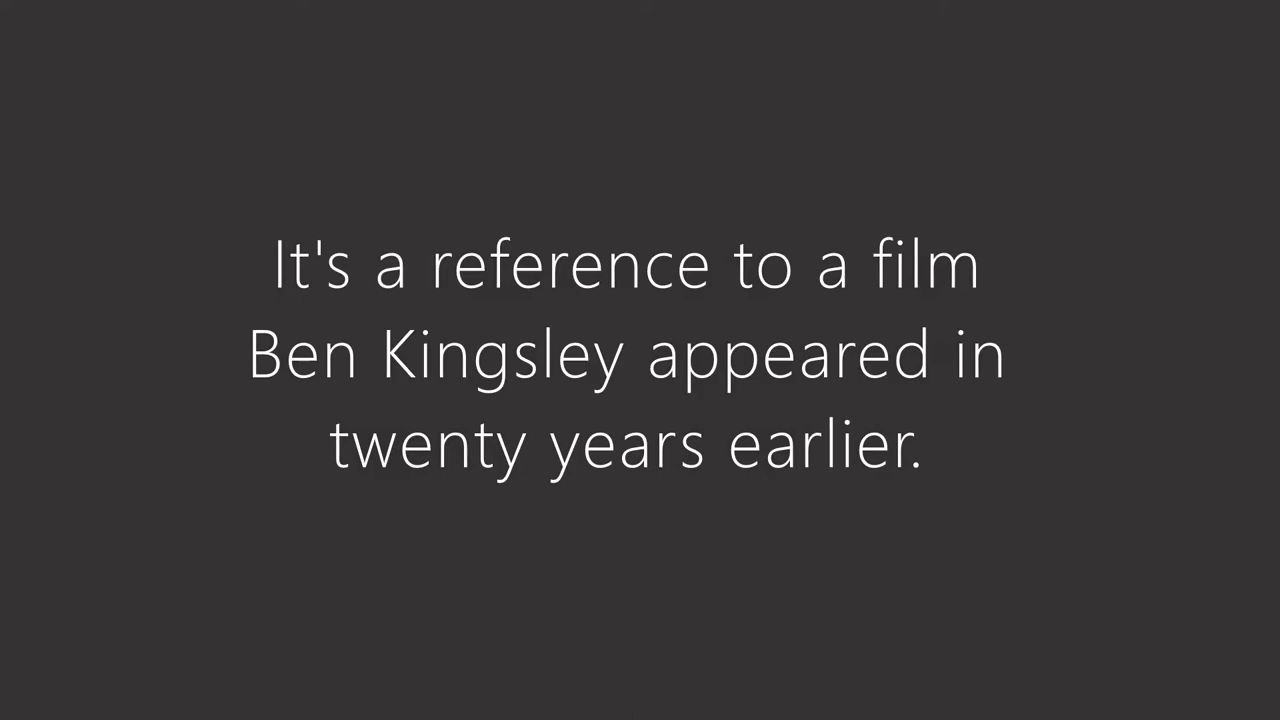 It's a reference to a film
Ben Kingsley appeared in
twenty years earlier.